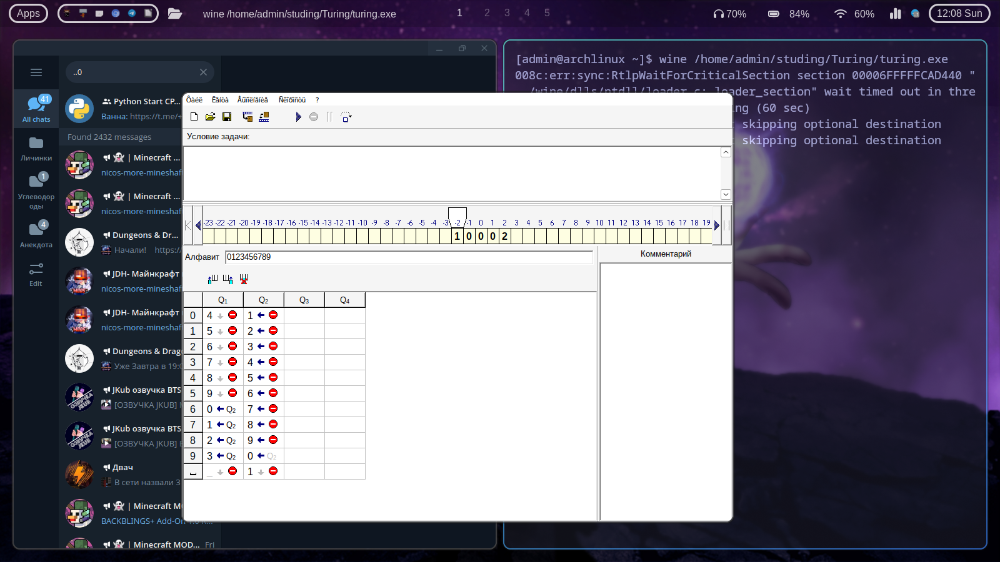 Apps
wine /home/admin/studing/Turing/turing.exe
1 2 3 4 5
70% 84% 60% 12:08 Sun
..0
41
All chats
Личинки
1
Углеводор
оды
4
Анекдота
Edit
Python Start CP...
Ванна: https://t.me/+
Found 2432 messages
| Minecraft ...
nicos-more-mineshaf
| Minecraft ...
nicos-more-mineshaf
Dungeons & Dr...
Начали! https:/
JDH- Майнкрафт
nicos-more-mineshaf
JDH- Майнкрафт
nicos-more-mineshaf
Dungeons & Drag
Уже Завтра в 19:0
JKub озвучка BTS
[ОЗВУЧКА JKUB]
JKub озвучка BTS
[ОЗВУЧКА JKUB]
Двач
В сети назвали 3
| Minecraft M
BACKBLINGS+ Add-On
| Minecraft MOD... Fri
[admin@archlinux ~]$ wine /home/admin/studing/Turing/turing.exe
008c:err:sync:RtlpWaitForCriticalSection section 00006FFFFFCAD440 "
../wine/dlls/ntdll/loader.c: loader_section" wait timed out in thre
ng (60 sec)
skipping optional destination
skipping optional destination
Ôàéë Ëåíòà Âûïîëíåíèå Ñêîðîñòü ?
Условие задачи:
-23 -22 -21 -20 -19 -18 -17 -16 -15 -14 -13 -12 -11 -10 -9 -8 -7 -6 -5 -4 -3 -2 -1 0 1 2 3 4 5 6 7 8 9 10 11 12 13 14 15 16 17 18 19
1 0 0 0 2
Алфавит 0123456789
Комментарий
Q1 Q2 Q3 Q4
0 4 1
1 5 2
2 6 3
3 7 4
4 8 5
5 9 6
6 0 Q2 7
7 1 Q2 8
8 2 Q2 9
9 3 Q2 0 Q2
_ 1